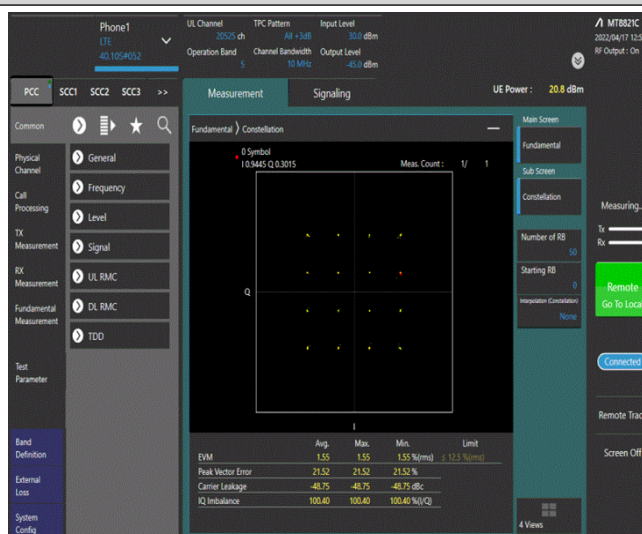 Phone1
LTE
40.105#052
UL Channel TPC Pattern Input Level
20525 ch All +3dB 30.0 dBm
Operation Band Channel Bandwidth Output Level
5 10 MHz -45.0 dBm
MT8821C
2022/04/17 12:5
RF Output : On
PCC SCC1 SCC2 SCC3 >>
Measurement Signaling
UE Power : 20.8 dBm
Common
Physical
Channel
Call
Processing
TX
Measurement
RX
Measurement
Fundamental
Measurement
Test
Parameter
Band
Definition
External
Loss
System
Config
General
Frequency
Level
Signal
UL RMC
DL RMC
TDD
Fundamental Constellation
0 Symbol
I 0.9445 Q 0.3015 Meas. Count : 1/ 1
Q
I
Avg. Max. Min. Limit
EVM 1.55 1.55 1.55 %(rms) ≤ 12.5 %(rms)
Peak Vector Error 21.52 21.52 21.52 %
Carrier Leakage -48.75 -48.75 -48.75 dBc
IQ Imbalance 100.40 100.40 100.40 %(I/Q)
Main Screen
Fundamental
Sub Screen
Constellation
Number of RB
50
Starting RB
0
Interpolation (Constellation)
None
4 Views
Measuring..
Tx
Rx
Remote
Go To Loca
Connected
Remote Trac
Screen Off